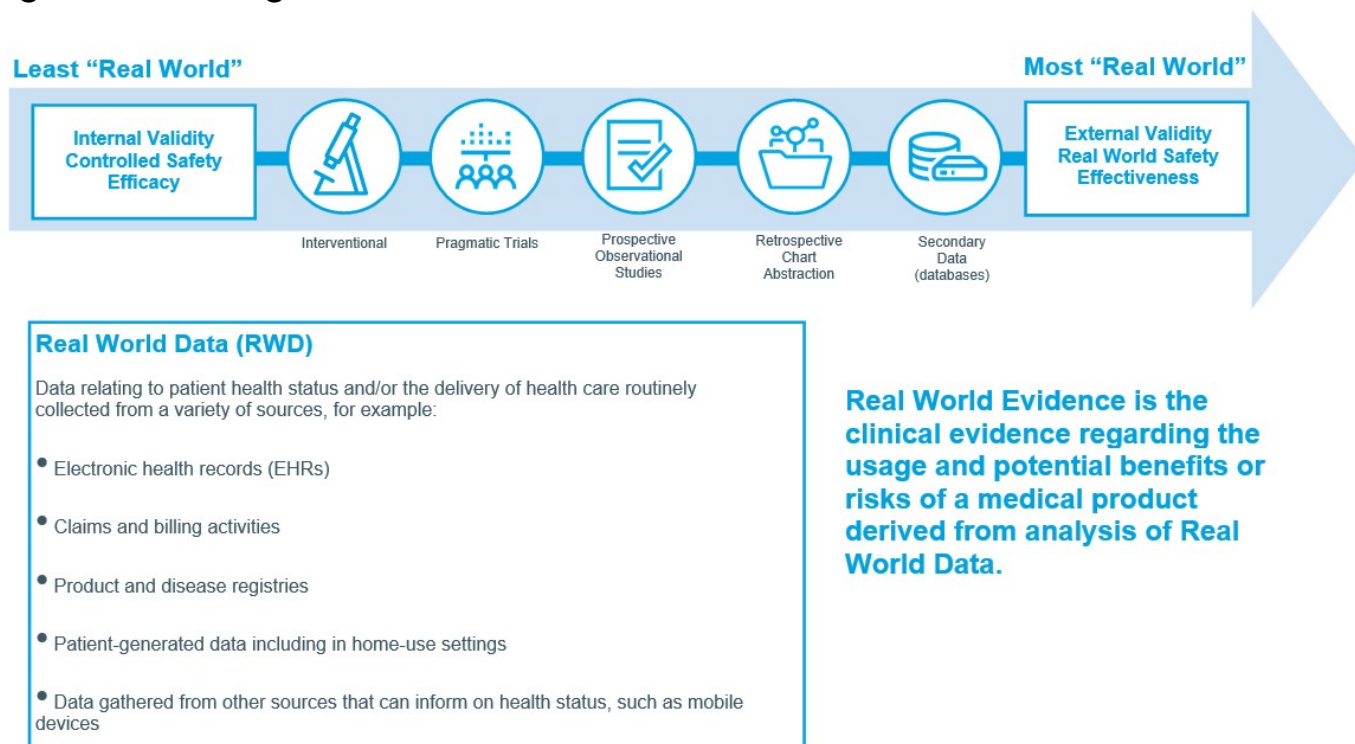 Least “Real World”
Most “Real World”
Internal Validity
Controlled Safety
Efficacy
External Validity
Real World Safety
Effectiveness
Interventional
Pragmatic Trials
Prospective
Observational
Studies
Retrospective
Chart
Abstraction
Secondary
Data
(databases)
Real World Data (RWD)
Data relating to patient health status and/or the delivery of health care routinely
collected from a variety of sources, for example:
• Electronic health records (EHRs)
• Claims and billing activities
• Product and disease registries
• Patient-generated data including in home-use settings
• Data gathered from other sources that can inform on health status, such as mobile
devices
Real World Evidence is the
clinical evidence regarding the
usage and potential benefits or
risks of a medical product
derived from analysis of Real
World Data.